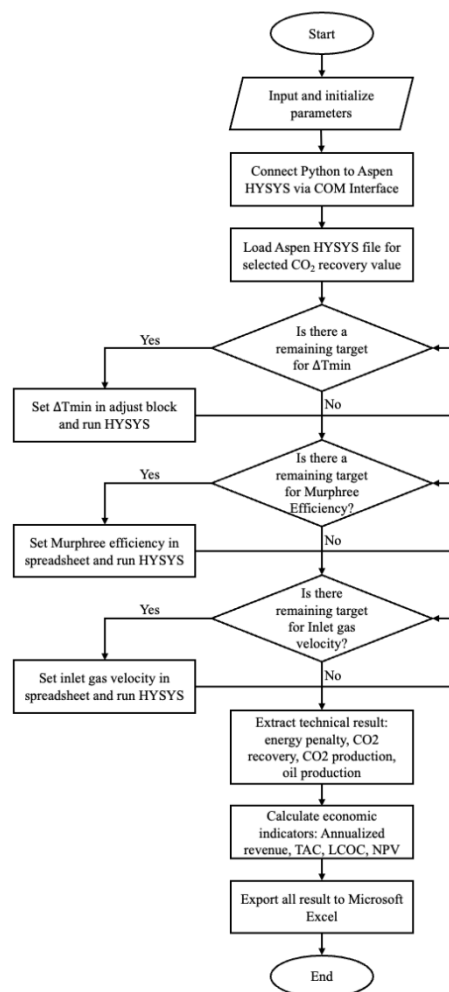 Start
Input and initialize
parameters
Connect Python to Aspen
HYSYS via COM Interface
Load Aspen HYSYS file for
selected CO₂ recovery value
Is there a
remaining target
for ΔTmin
Yes
No
Set ΔTmin in adjust block
and run HYSYS
Is there a
remaining target
for Murphree
Efficiency?
Yes
No
Set Murphree efficiency in
spreadsheet and run HYSYS
Is there
remaining target
for Inlet gas
velocity?
Yes
No
Set inlet gas velocity in
spreadsheet and run HYSYS
Extract technical result:
energy penalty, CO2
recovery, CO2 production,
oil production
Calculate economic
indicators: Annualized
revenue, TAC, LCOC, NPV
Export all result to Microsoft
Excel
End